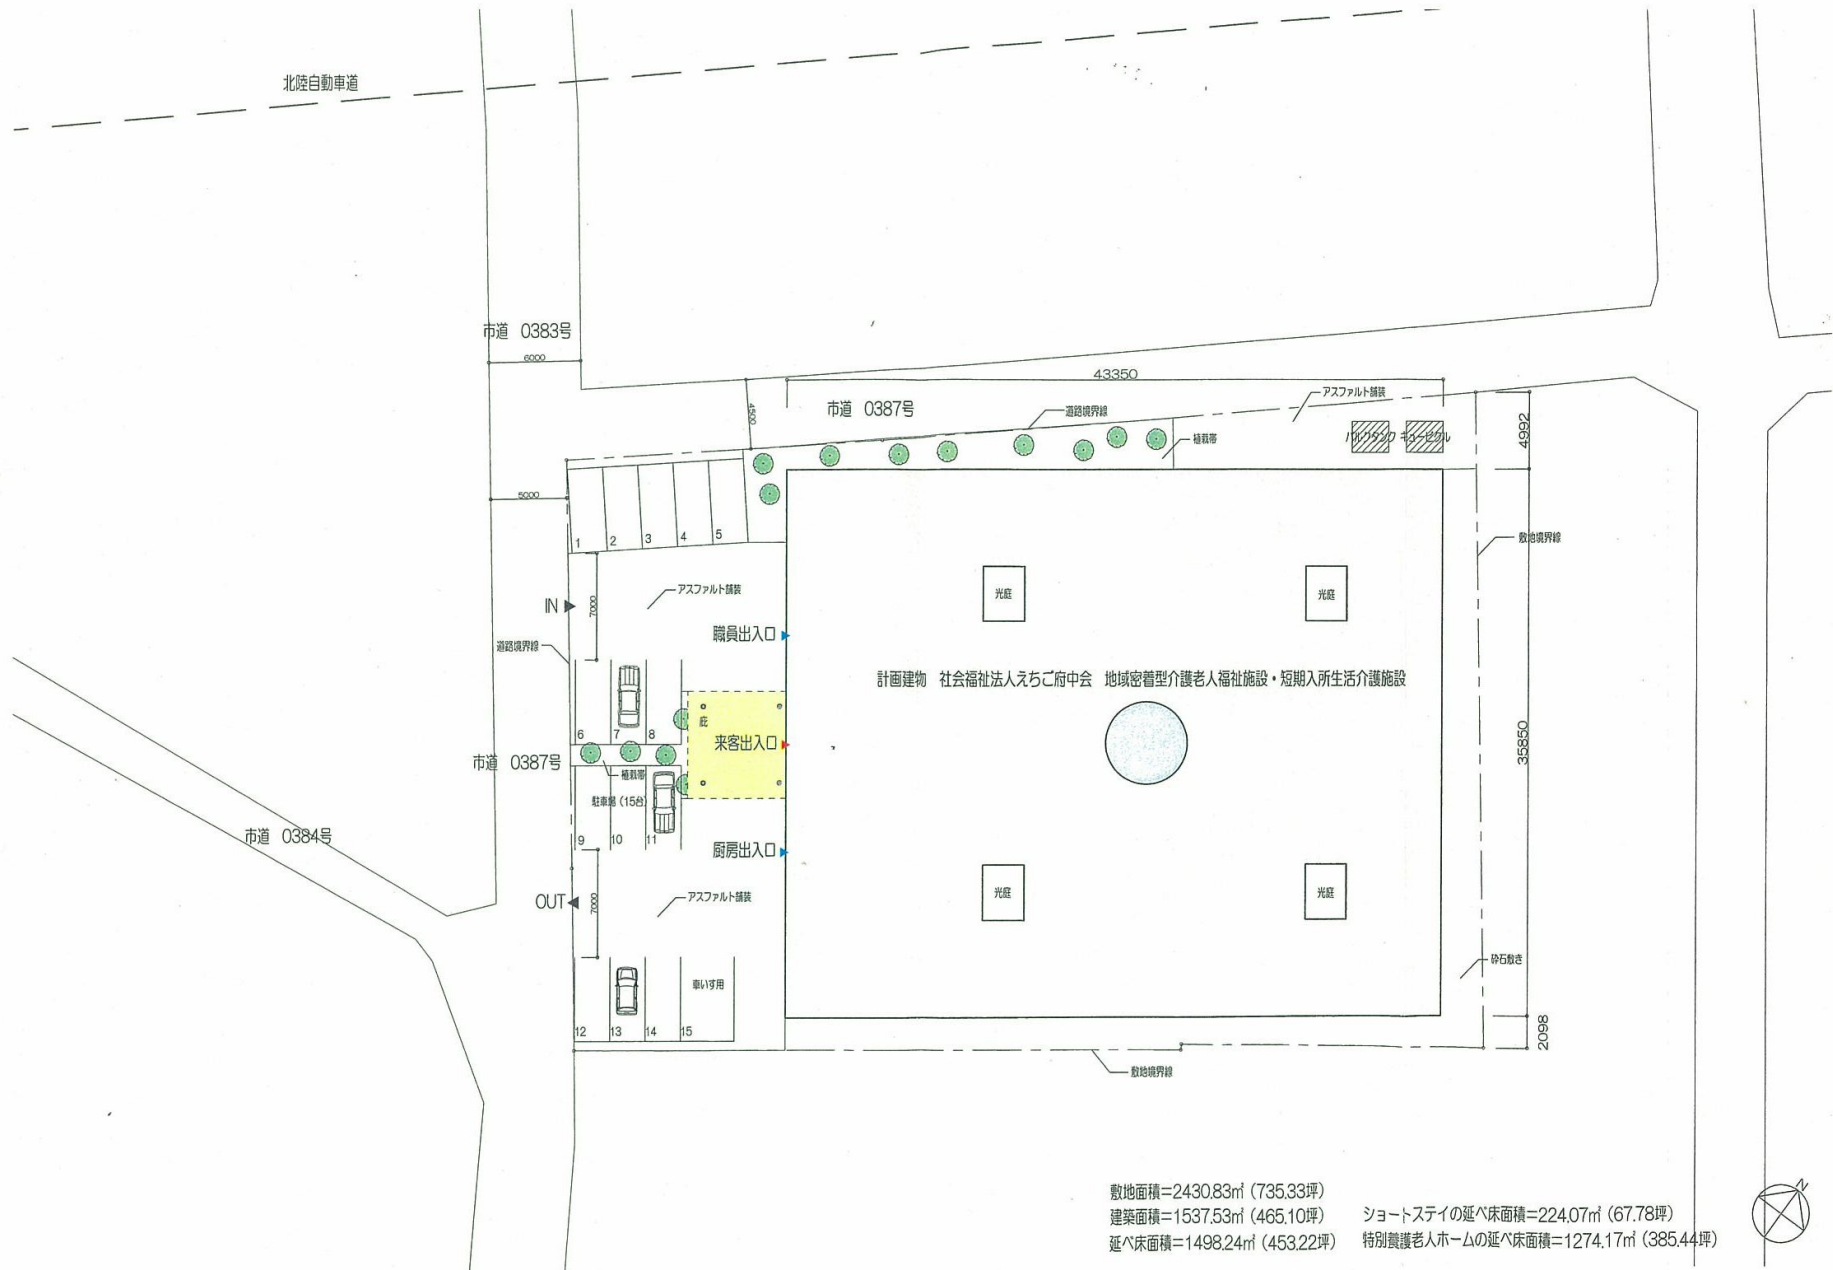 北陸自動車道
市道 0383号
6000
43350
4500
市道 0387号
道路境界線
アスファルト舗装
バルクタンク キュービクル
4992
植栽帯
5000
1 2 3 4 5
敷地境界線
光庭
光庭
IN
7000
アスファルト舗装
職員出入口
道路境界線
計画建物 社会福祉法人えちご府中会 地域密着型介護老人福祉施設・短期入所生活介護施設
庇
6 7 8
来客出入口
35850
市道 0387号
植栽帯
駐車場(15台)
9 10 11
市道 0384号
厨房出入口
光庭
光庭
OUT
7000
アスファルト舗装
砕石敷き
車いす用
12 13 14 15
2098
敷地境界線
敷地面積=2430.83㎡ (735.33坪)
建築面積=1537.53㎡ (465.10坪) ショートステイの延べ床面積=224.07㎡ (67.78坪)
延べ床面積=1498.24㎡ (453.22坪) 特別養護老人ホームの延べ床面積=1274.17㎡ (385.44坪)
N